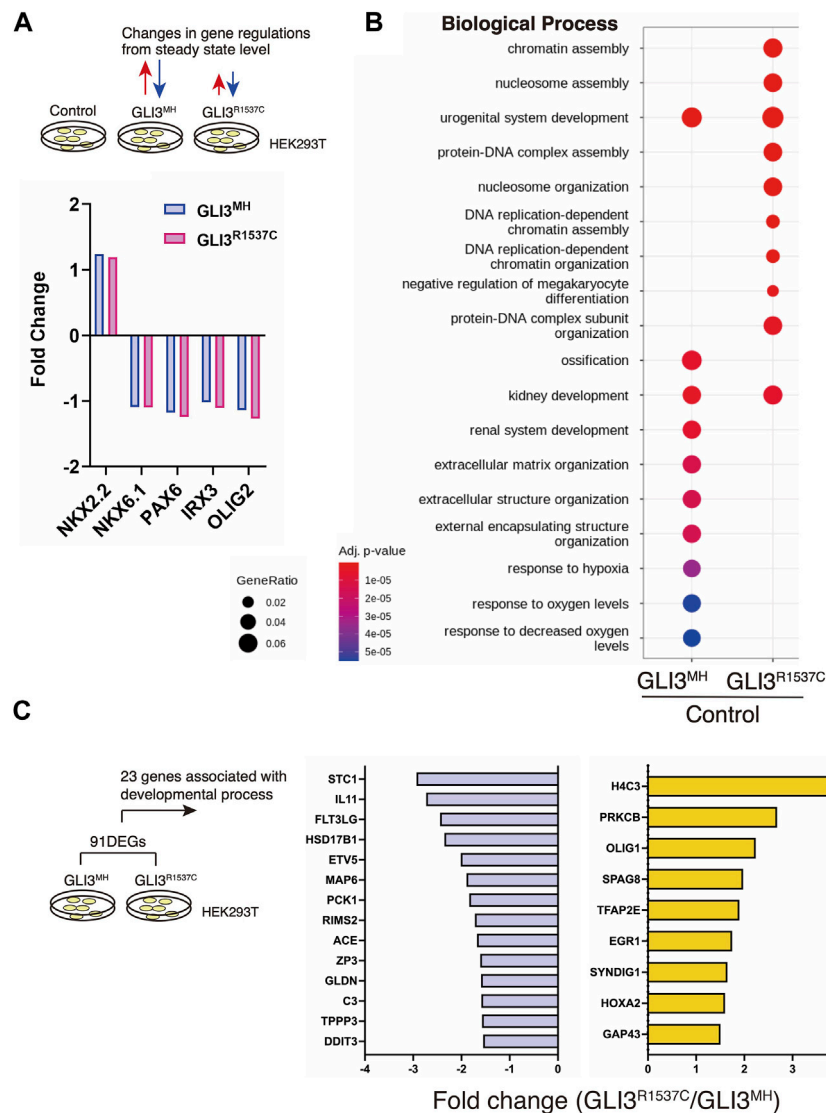 A
Changes in gene regulations
from steady state level
Control
GLI3MH
GLI3R1537C
HEK293T
2
1
0
-1
-2
Fold Change
GLI3MH
GLI3R1537C
NKX2.2
NKX6.1
PAX6
IRX3
OLIG2
GeneRatio
0.02
0.04
0.06
B
Biological Process
chromatin assembly
nucleosome assembly
urogenital system development
protein-DNA complex assembly
nucleosome organization
DNA replication-dependent
chromatin assembly
DNA replication-dependent
chromatin organization
negative regulation of megakaryocyte
differentiation
protein-DNA complex subunit
organization
ossification
kidney development
renal system development
extracellular matrix organization
extracellular structure organization
external encapsulating structure
organization
response to hypoxia
response to oxygen levels
response to decreased oxygen
levels
Adj. p-value
1e-05
2e-05
3e-05
4e-05
5e-05
GLI3MH
GLI3R1537C
Control
C
23 genes associated with
developmental process
91DEGs
GLI3MH
GLI3R1537C
HEK293T
STC1
IL11
FLT3LG
HSD17B1
ETV5
MAP6
PCK1
RIMS2
ACE
ZP3
GLDN
C3
TPPP3
DDIT3
-4
-3
-2
-1
0
H4C3
PRKCB
OLIG1
SPAG8
TFAP2E
EGR1
SYNDIG1
HOXA2
GAP43
0
1
2
3
Fold change (GLI3R1537C/GLI3MH)